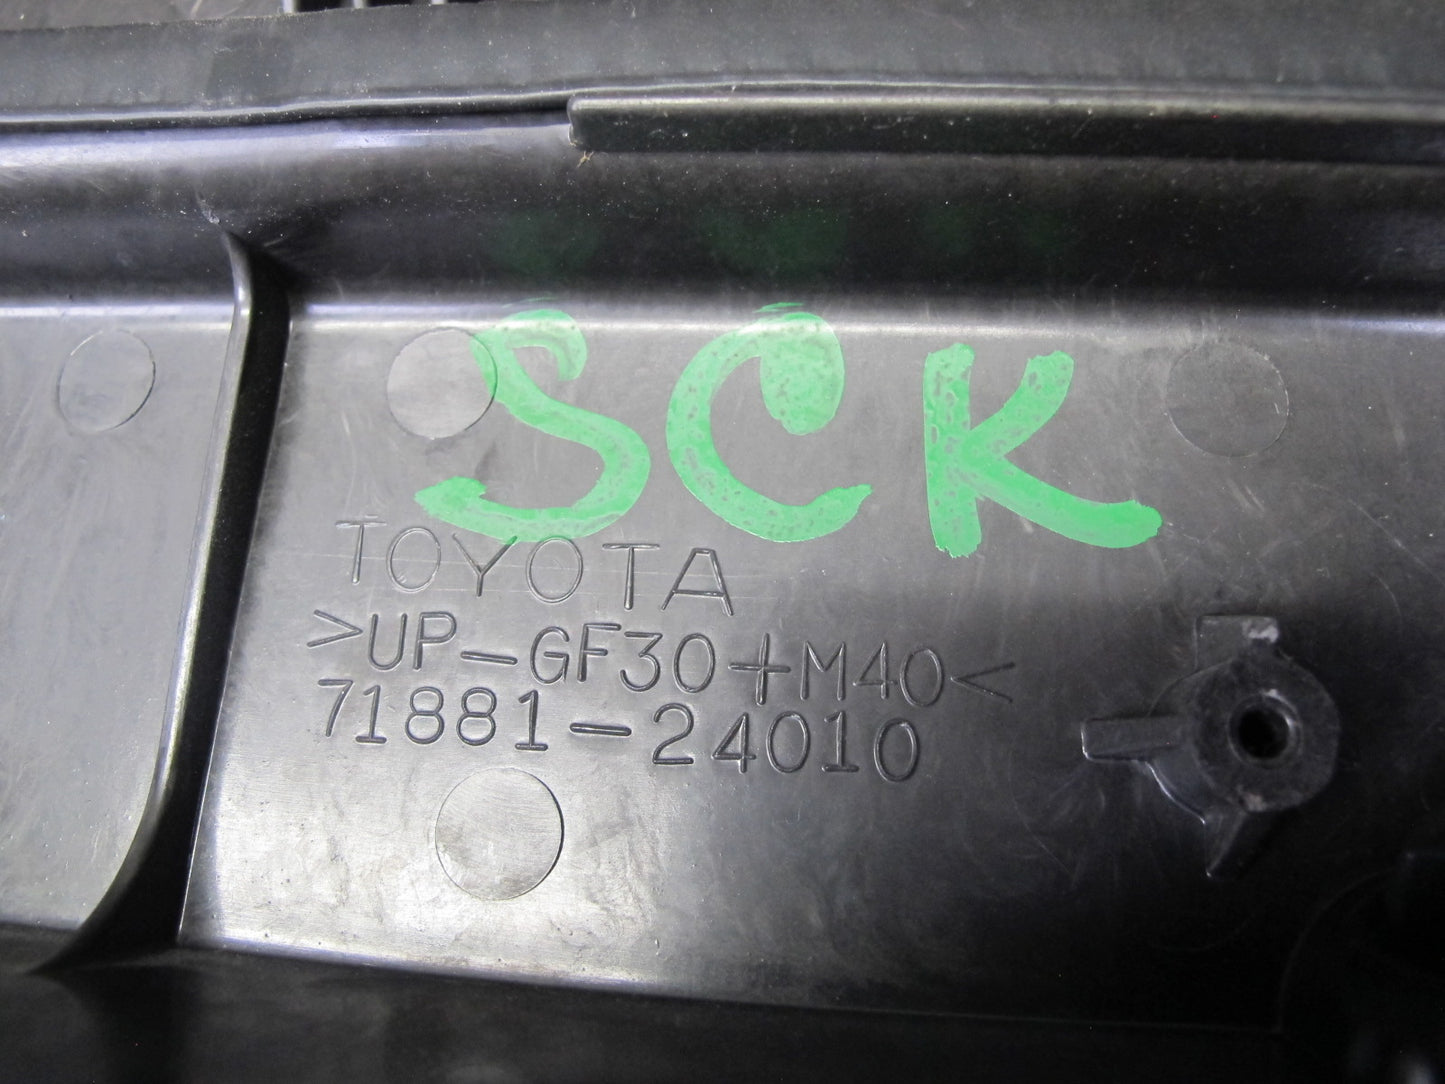 SCK
TOYOTA
>UP-GF30+M40<
71881-24010